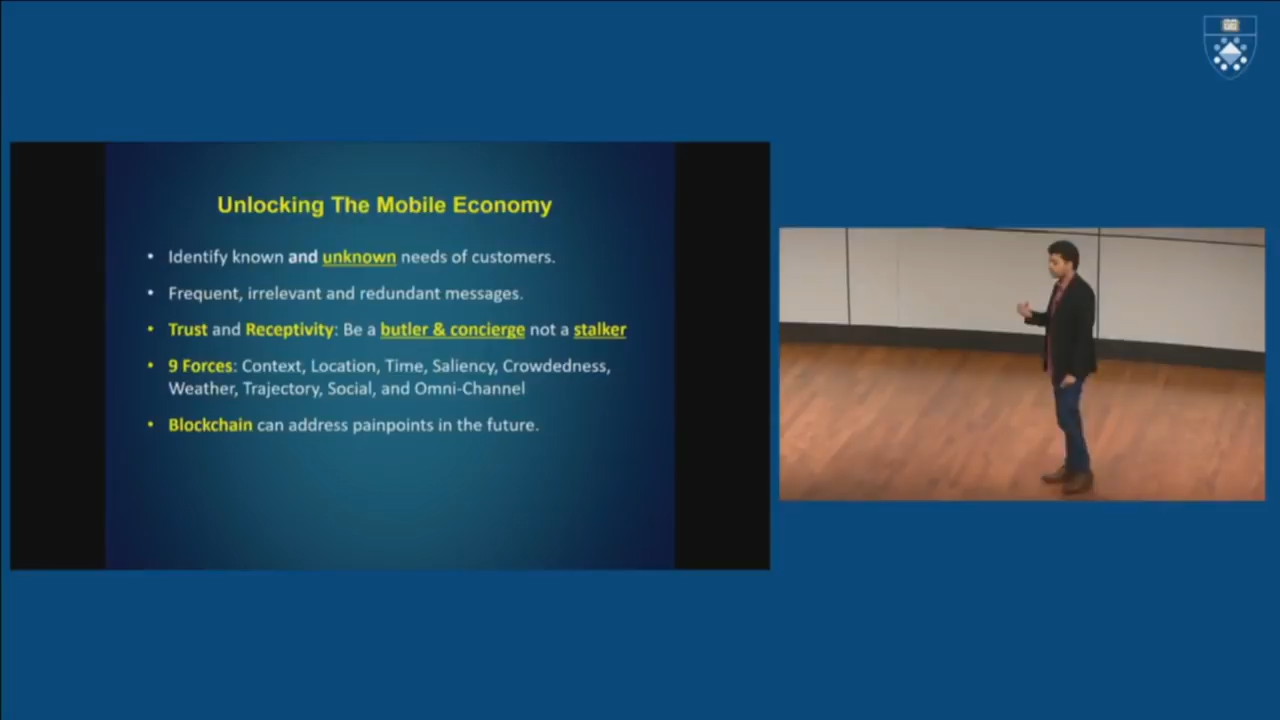 Unlocking The Mobile Economy
• Identify known and unknown needs of customers.
• Frequent, irrelevant and redundant messages.
• Trust and Receptivity: Be a butler & concierge not a stalker
• 9 Forces: Context, Location, Time, Saliency, Crowdedness,
Weather, Trajectory, Social, and Omni-Channel
• Blockchain can address painpoints in the future.